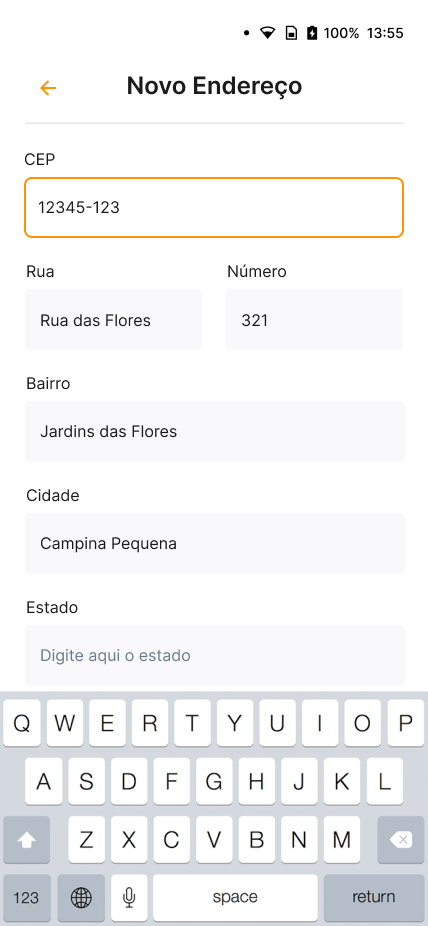 100% 13:55
Novo Endereço
CEP
12345-123
Rua Número
Rua das Flores 321
Bairro
Jardins das Flores
Cidade
Campina Pequena
Estado
Digite aqui o estado
Q W E R T Y U I O P
A S D F G H J K L
Z X C V B N M
123 space return